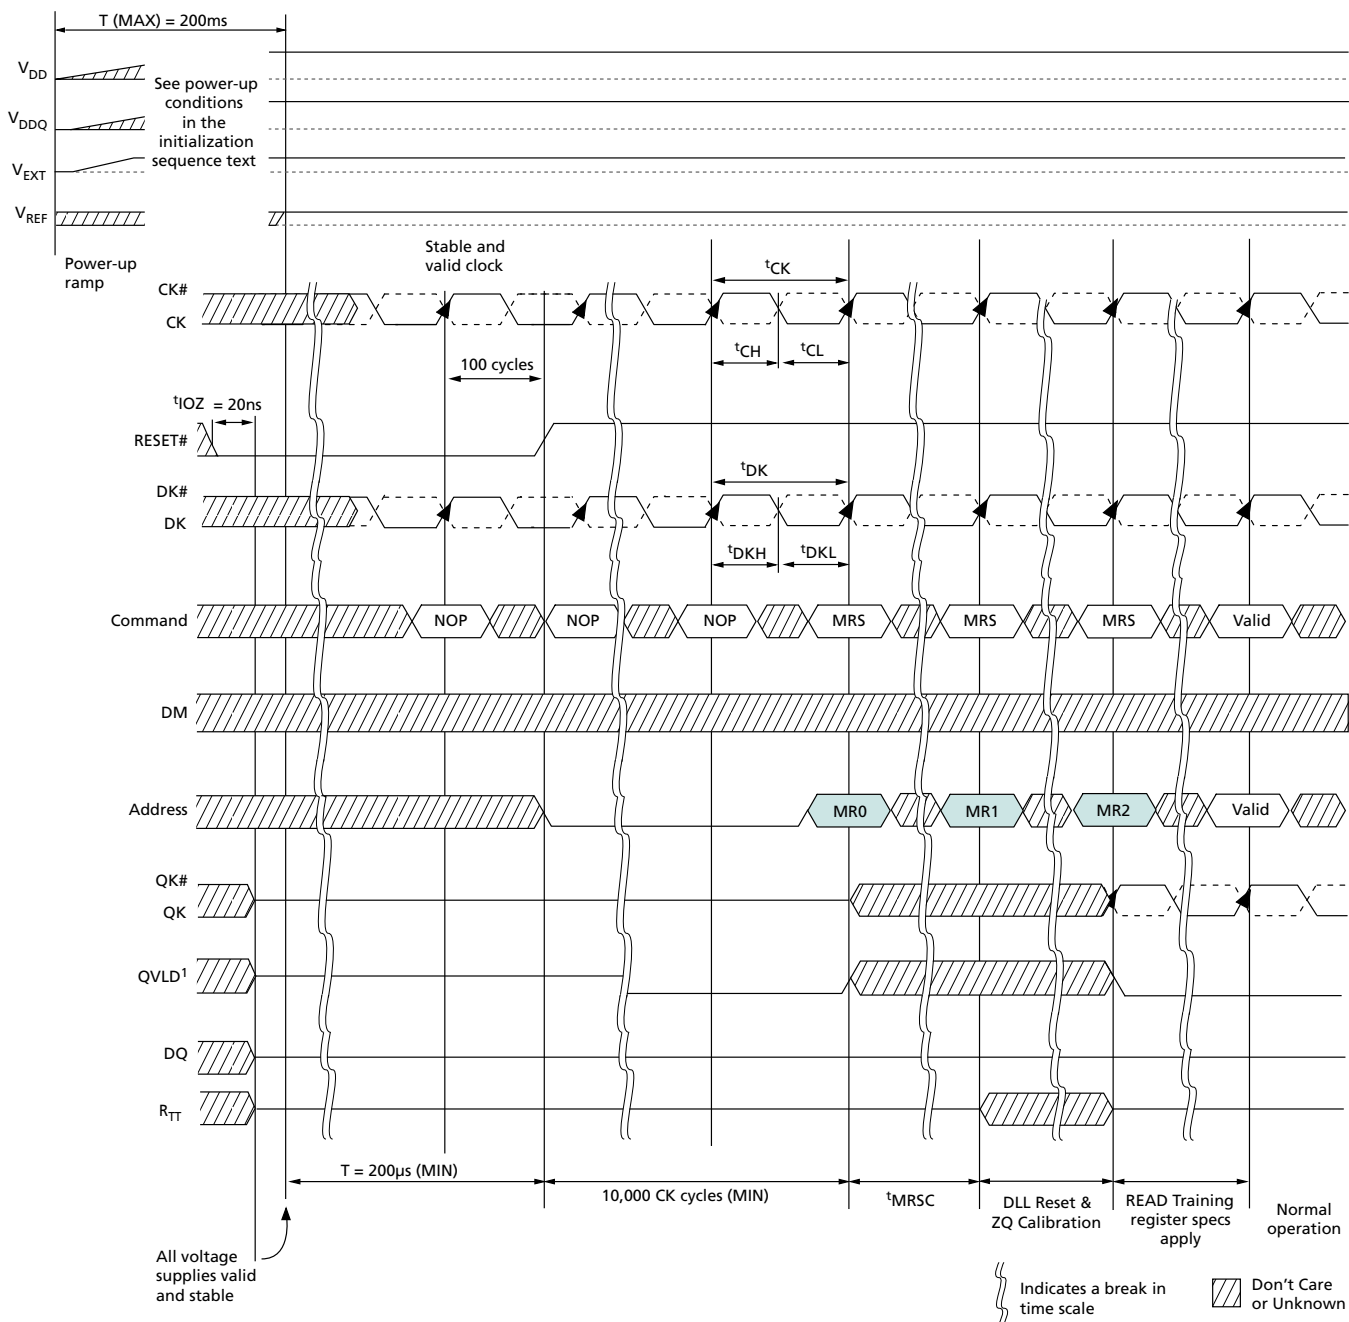 T (MAX) = 200ms
VDD
See power-up
conditions
in the
initialization
sequence text
VDDQ
VEXT
VREF
Power-up
ramp
Stable and
valid clock
tCK
CK#
CK
tCH
tCL
100 cycles
tIOZ = 20ns
RESET#
tDK
DK#
DK
tDKH
tDKL
Command
NOP
NOP
NOP
MRS
MRS
MRS
Valid
DM
Address
MR0
MR1
MR2
Valid
QK#
QK
QVLD1
DQ
RTT
T = 200µs (MIN)
10,000 CK cycles (MIN)
tMRSC
DLL Reset &
ZQ Calibration
READ Training
register specs
apply
Normal
operation
All voltage
supplies valid
and stable
Indicates a break in
time scale
Don't Care
or Unknown